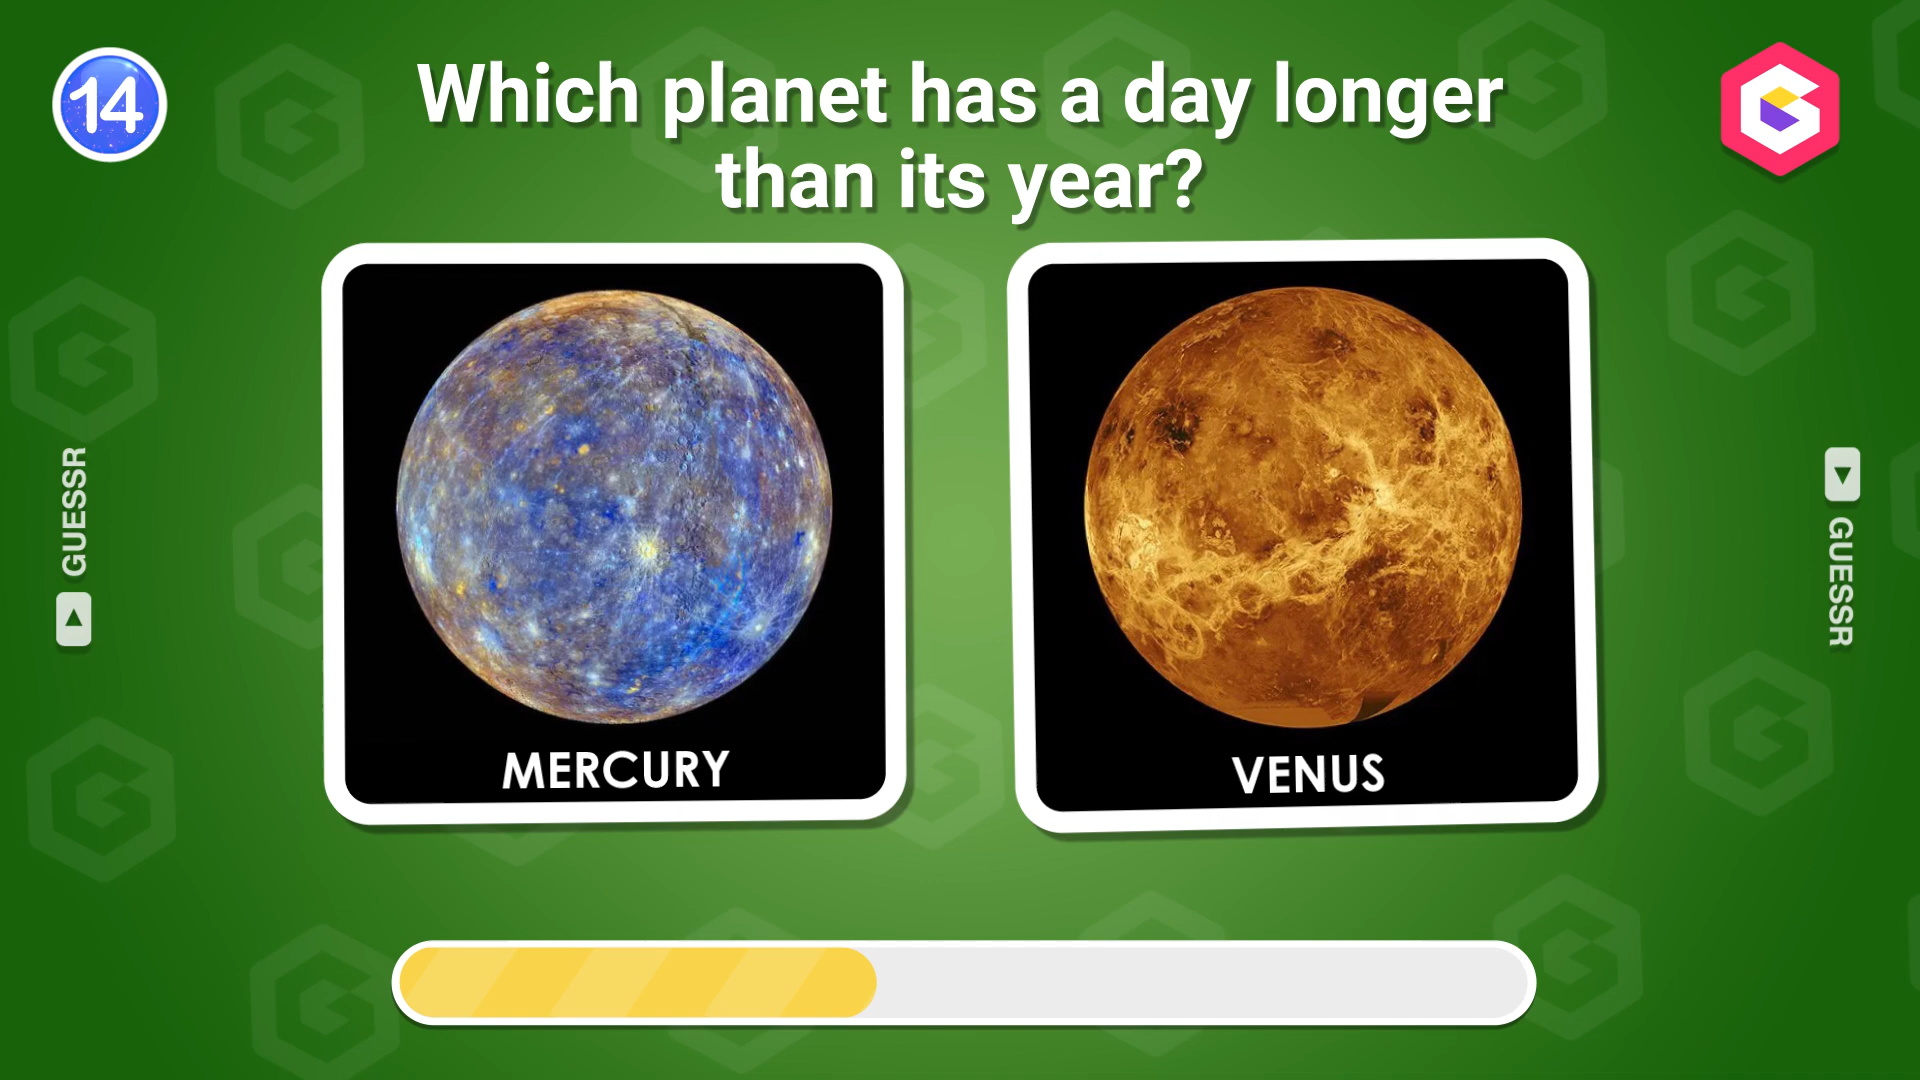 14
Which planet has a day longer
than its year?
MERCURY
VENUS
GUESSR
GUESSR